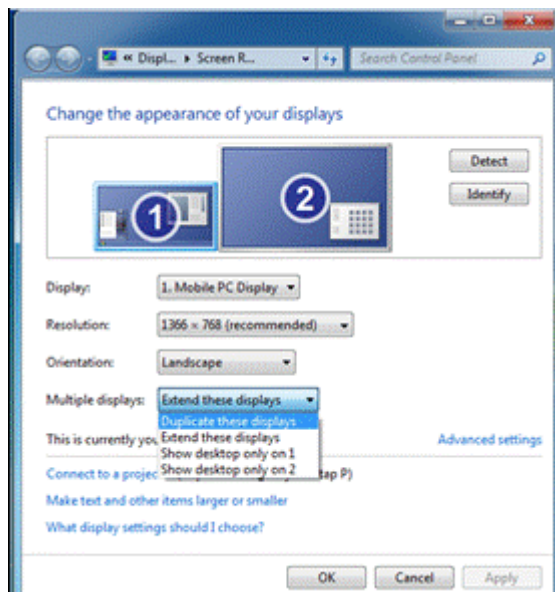 « Displ... ▸ Screen R...
Search Control Panel
Change the appearance of your displays
1
2
Detect
Identify
Display:
1. Mobile PC Display
Resolution:
1366 × 768 (recommended)
Orientation:
Landscape
Multiple displays:
Extend these displays
Duplicate these displays
Extend these displays
Show desktop only on 1
Show desktop only on 2
This is currently you
Advanced settings
Connect to a projec
tap P)
Make text and other items larger or smaller
What display settings should I choose?
OK
Cancel
Apply